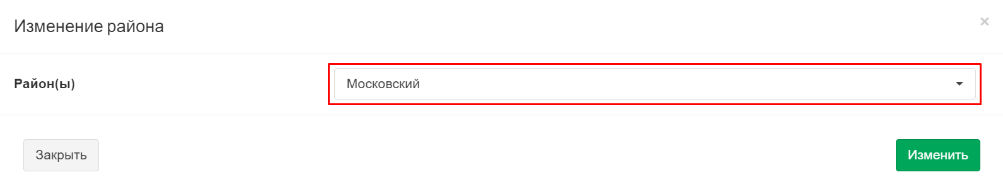 Изменение района
×
Район(ы)
Московский
Закрыть
Изменить